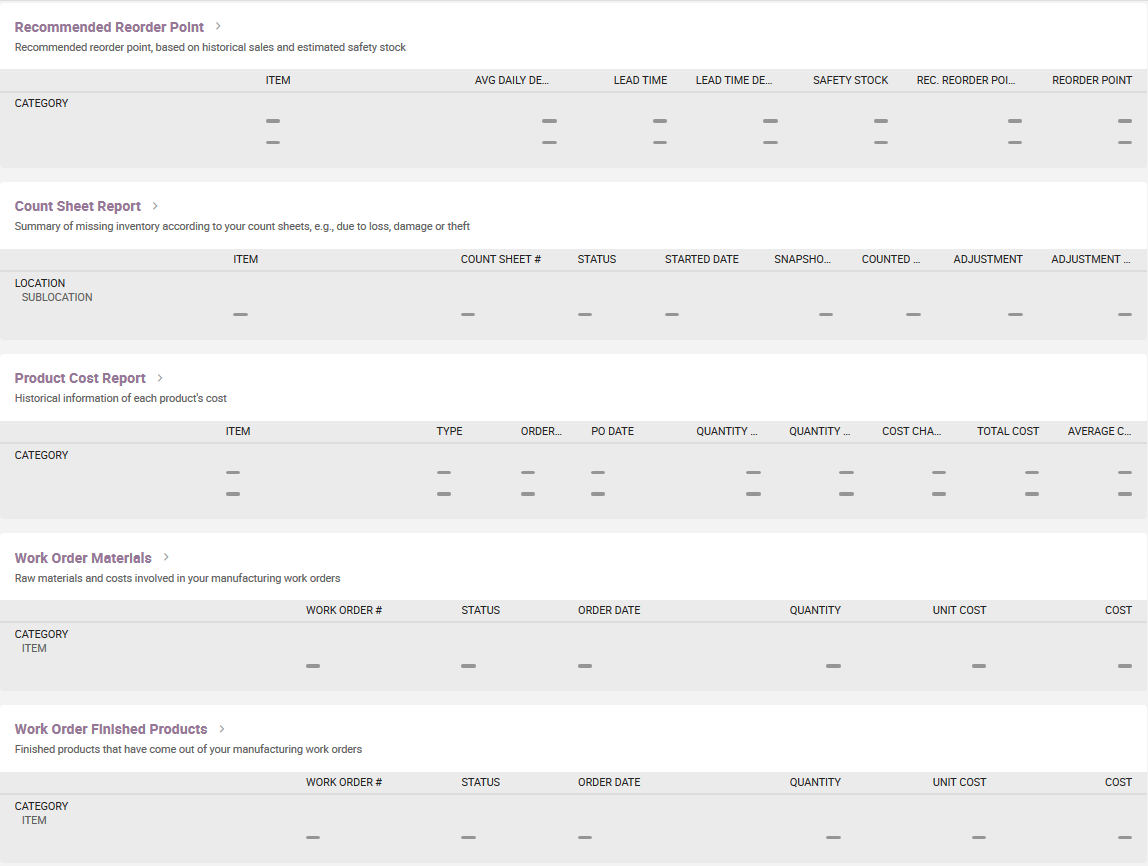 Recommended Reorder Point
Recommended reorder point, based on historical sales and estimated safety stock
ITEM AVG DAILY DE... LEAD TIME LEAD TIME DE... SAFETY STOCK REC. REORDER POI... REORDER POINT
CATEGORY
Count Sheet Report
Summary of missing inventory according to your count sheets, e.g., due to loss, damage or theft
ITEM COUNT SHEET # STATUS STARTED DATE SNAPSHO... COUNTED ... ADJUSTMENT ADJUSTMENT ...
LOCATION
SUBLOCATION
Product Cost Report
Historical information of each product's cost
ITEM TYPE ORDER... PO DATE QUANTITY ... QUANTITY ... COST CHA... TOTAL COST AVERAGE C...
CATEGORY
Work Order Materials
Raw materials and costs involved in your manufacturing work orders
WORK ORDER # STATUS ORDER DATE QUANTITY UNIT COST COST
CATEGORY
ITEM
Work Order Finished Products
Finished products that have come out of your manufacturing work orders
WORK ORDER # STATUS ORDER DATE QUANTITY UNIT COST COST
CATEGORY
ITEM